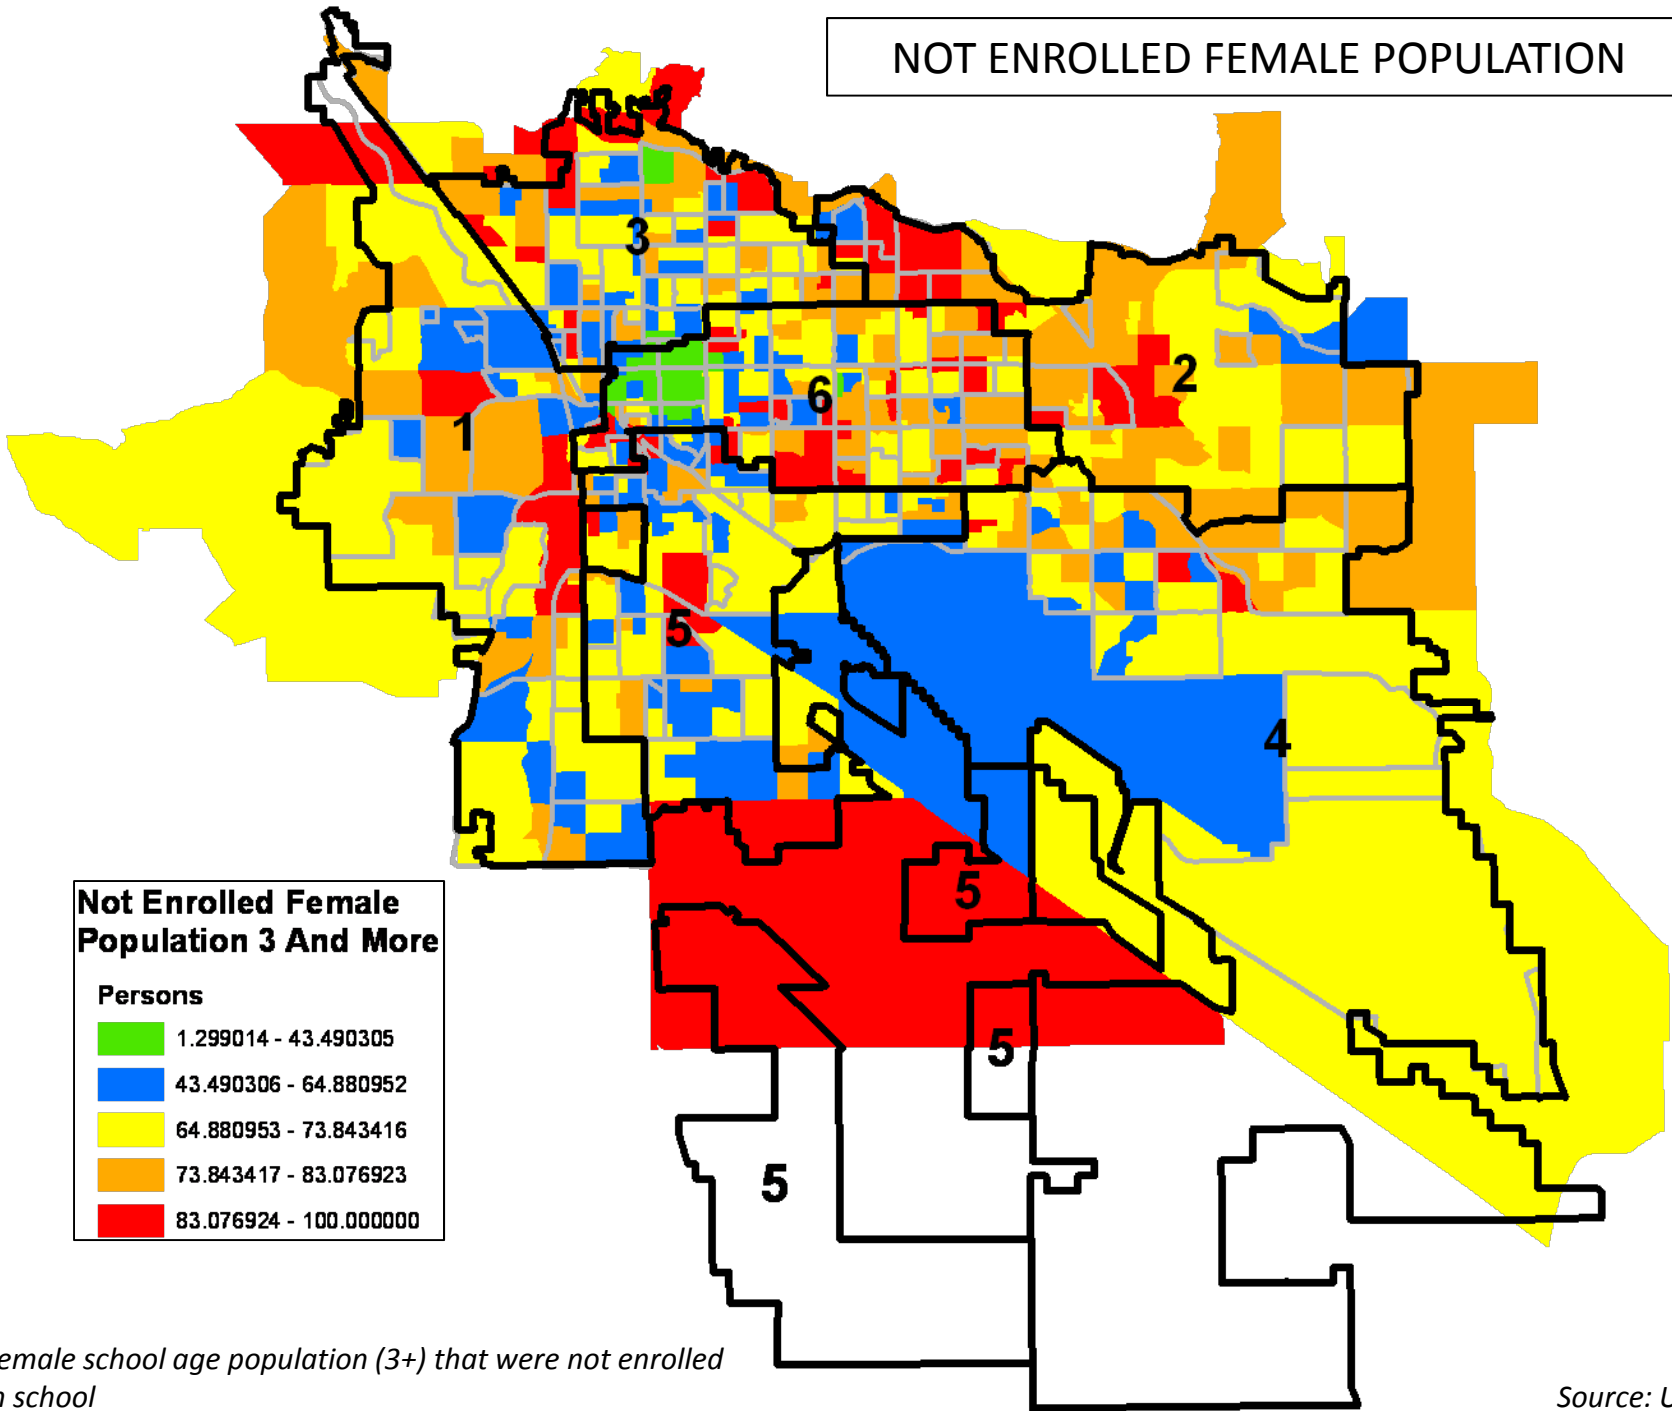 NOT ENROLLED FEMALE POPULATION
3
2
6
1
5
4
5
5
5
Not Enrolled Female
Population 3 And More
Persons
1.299014 - 43.490305
43.490306 - 64.880952
64.880953 - 73.843416
73.843417 - 83.076923
83.076924 - 100.000000
emale school age population (3+) that were not enrolled
school
Source: U